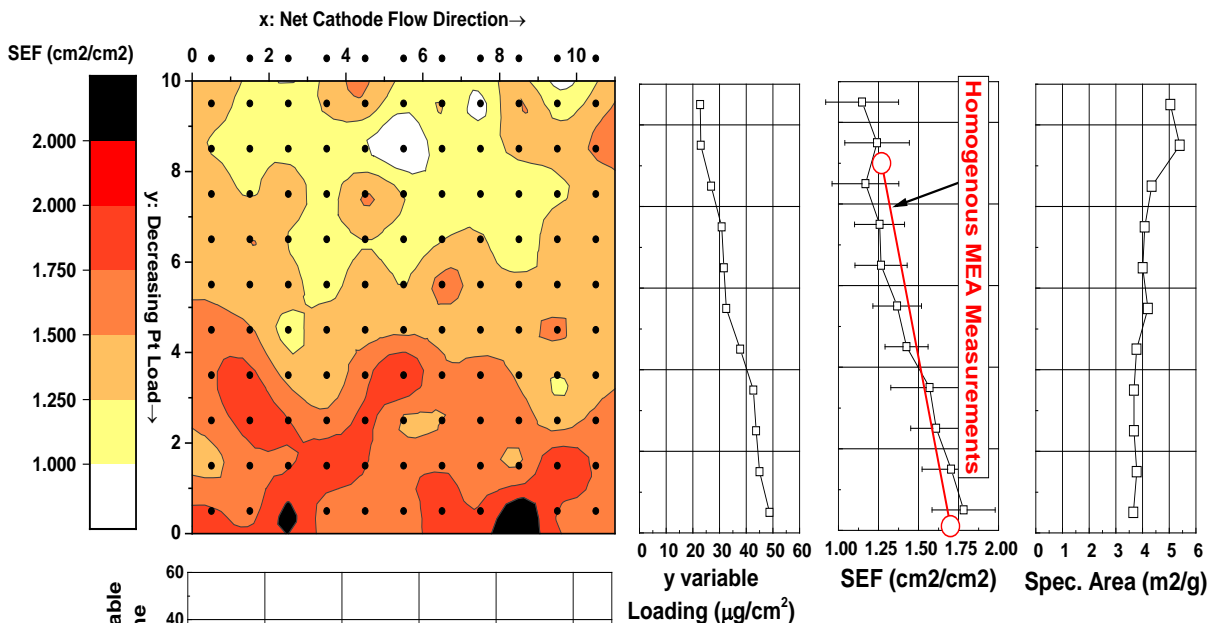 x: Net Cathode Flow Direction→
SEF (cm2/cm2)
0 2 4 6 8 10
10
8
6
4
2
0
2.000
2.000
1.750
1.500
1.250
1.000
y: Decreasing Pt Load→
Homogenous MEA Measurements
0 10 20 30 40 50 60
y variable
Loading (μg/cm²)
1.00 1.25 1.50 1.75 2.00
SEF (cm2/cm2)
0 1 2 3 4 5 6
Spec. Area (m2/g)
60
40